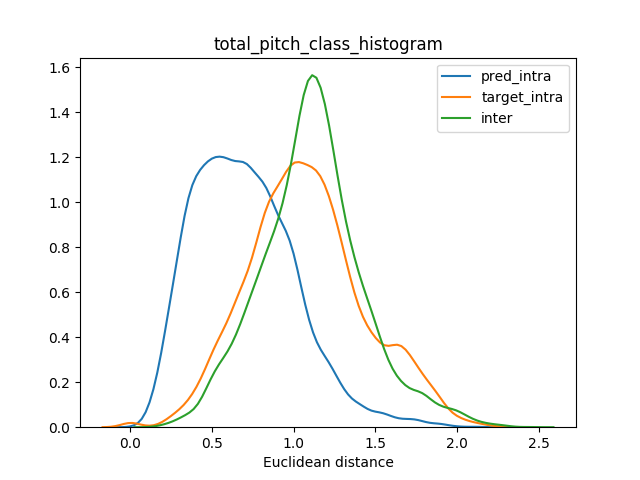 total_pitch_class_histogram
1.6
1.4
1.2
1.0
0.8
0.6
0.4
0.2
0.0
pred_intra
target_intra
inter
0.0 0.5 1.0 1.5 2.0 2.5
Euclidean distance